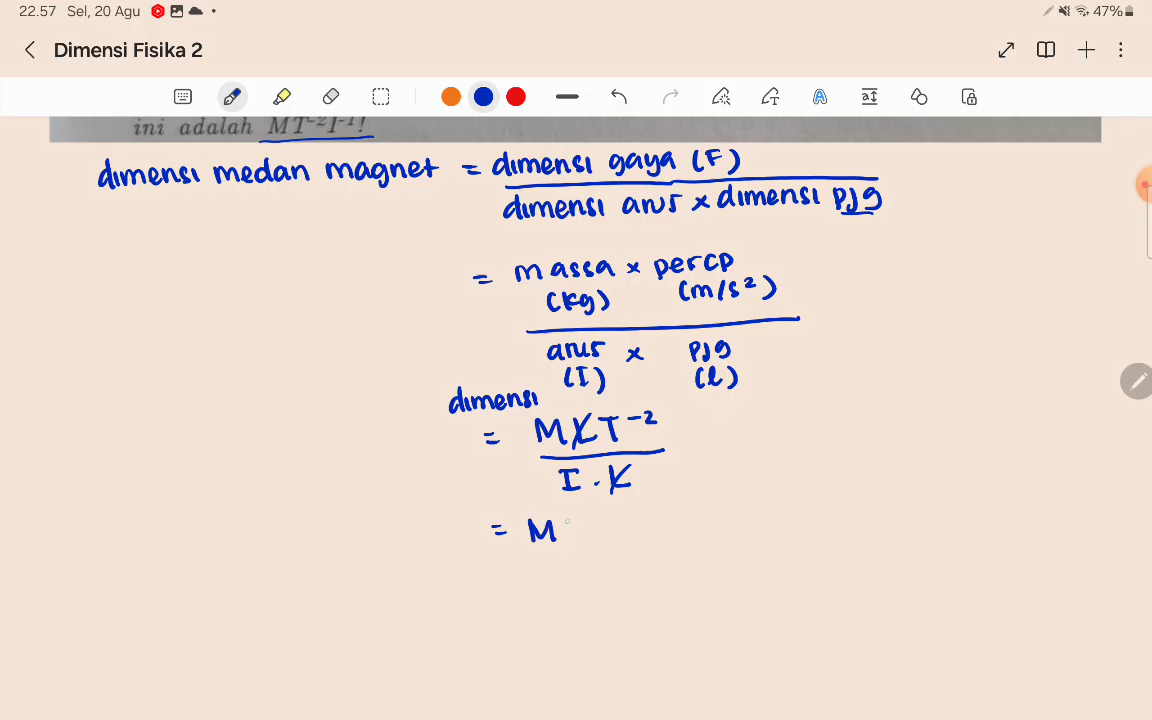 22.57 Sel, 20 Agu
47%
Dimensi Fisika 2
ini adalah MT⁻²I⁻¹!
dimensi medan magnet = dimensi gaya (F)
dimensi arus × dimensi pjg
= massa × percp
(kg) (m/s²)
arus × pjg
(I) (l)
dimensi
= MLT⁻²
I . L
= M